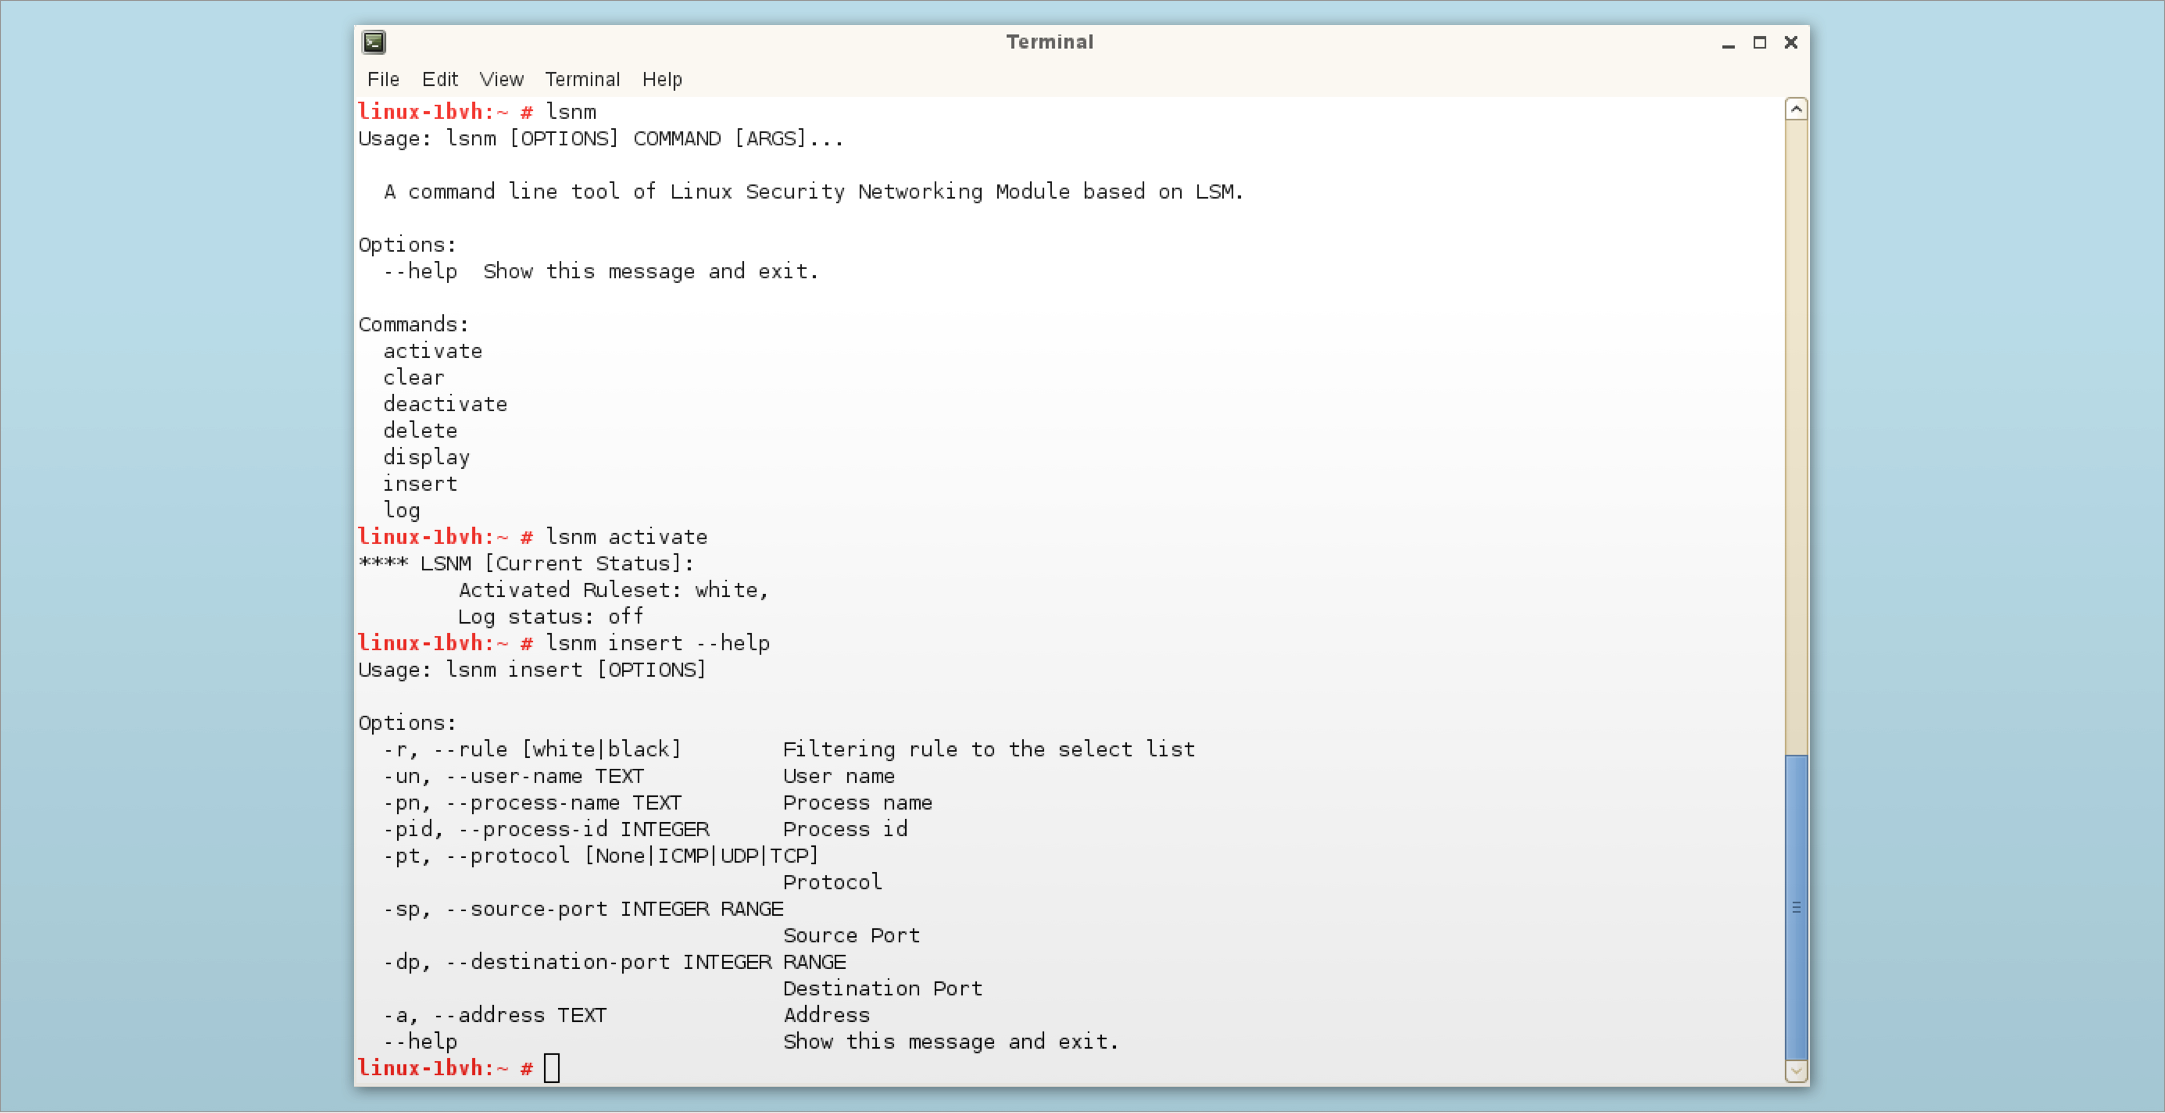 Terminal
File Edit View Terminal Help
linux-1bvh:~ # lsnm
Usage: lsnm [OPTIONS] COMMAND [ARGS]...
  A command line tool of Linux Security Networking Module based on LSM.
Options:
  --help  Show this message and exit.
Commands:
  activate
  clear
  deactivate
  delete
  display
  insert
  log
linux-1bvh:~ # lsnm activate
**** LSNM [Current Status]:
        Activated Ruleset: white,
        Log status: off
linux-1bvh:~ # lsnm insert --help
Usage: lsnm insert [OPTIONS]
Options:
  -r, --rule [white|black]        Filtering rule to the select list
  -un, --user-name TEXT           User name
  -pn, --process-name TEXT        Process name
  -pid, --process-id INTEGER      Process id
  -pt, --protocol [None|ICMP|UDP|TCP]
                                  Protocol
  -sp, --source-port INTEGER RANGE
                                  Source Port
  -dp, --destination-port INTEGER RANGE
                                  Destination Port
  -a, --address TEXT              Address
  --help                          Show this message and exit.
linux-1bvh:~ #